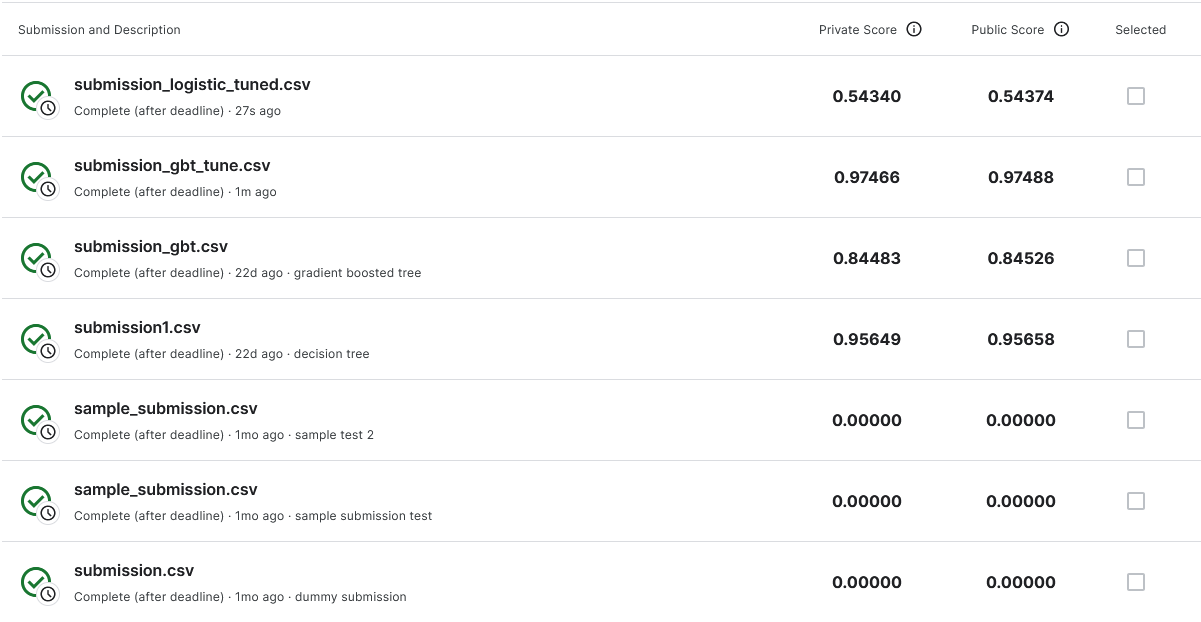 Submission and Description Private Score Public Score Selected
submission_logistic_tuned.csv
Complete (after deadline) · 27s ago
0.54340 0.54374
submission_gbt_tune.csv
Complete (after deadline) · 1m ago
0.97466 0.97488
submission_gbt.csv
Complete (after deadline) · 22d ago · gradient boosted tree
0.84483 0.84526
submission1.csv
Complete (after deadline) · 22d ago · decision tree
0.95649 0.95658
sample_submission.csv
Complete (after deadline) · 1mo ago · sample test 2
0.00000 0.00000
sample_submission.csv
Complete (after deadline) · 1mo ago · sample submission test
0.00000 0.00000
submission.csv
Complete (after deadline) · 1mo ago · dummy submission
0.00000 0.00000